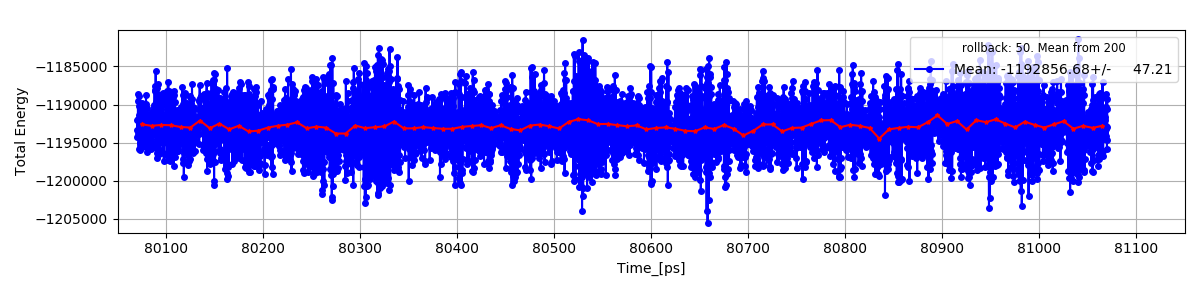 rollback: 50. Mean from 200
Mean: -1192856.68+/- 47.21
Total Energy
−1185000
−1190000
−1195000
−1200000
−1205000
80100 80200 80300 80400 80500 80600 80700 80800 80900 81000 81100
Time_[ps]